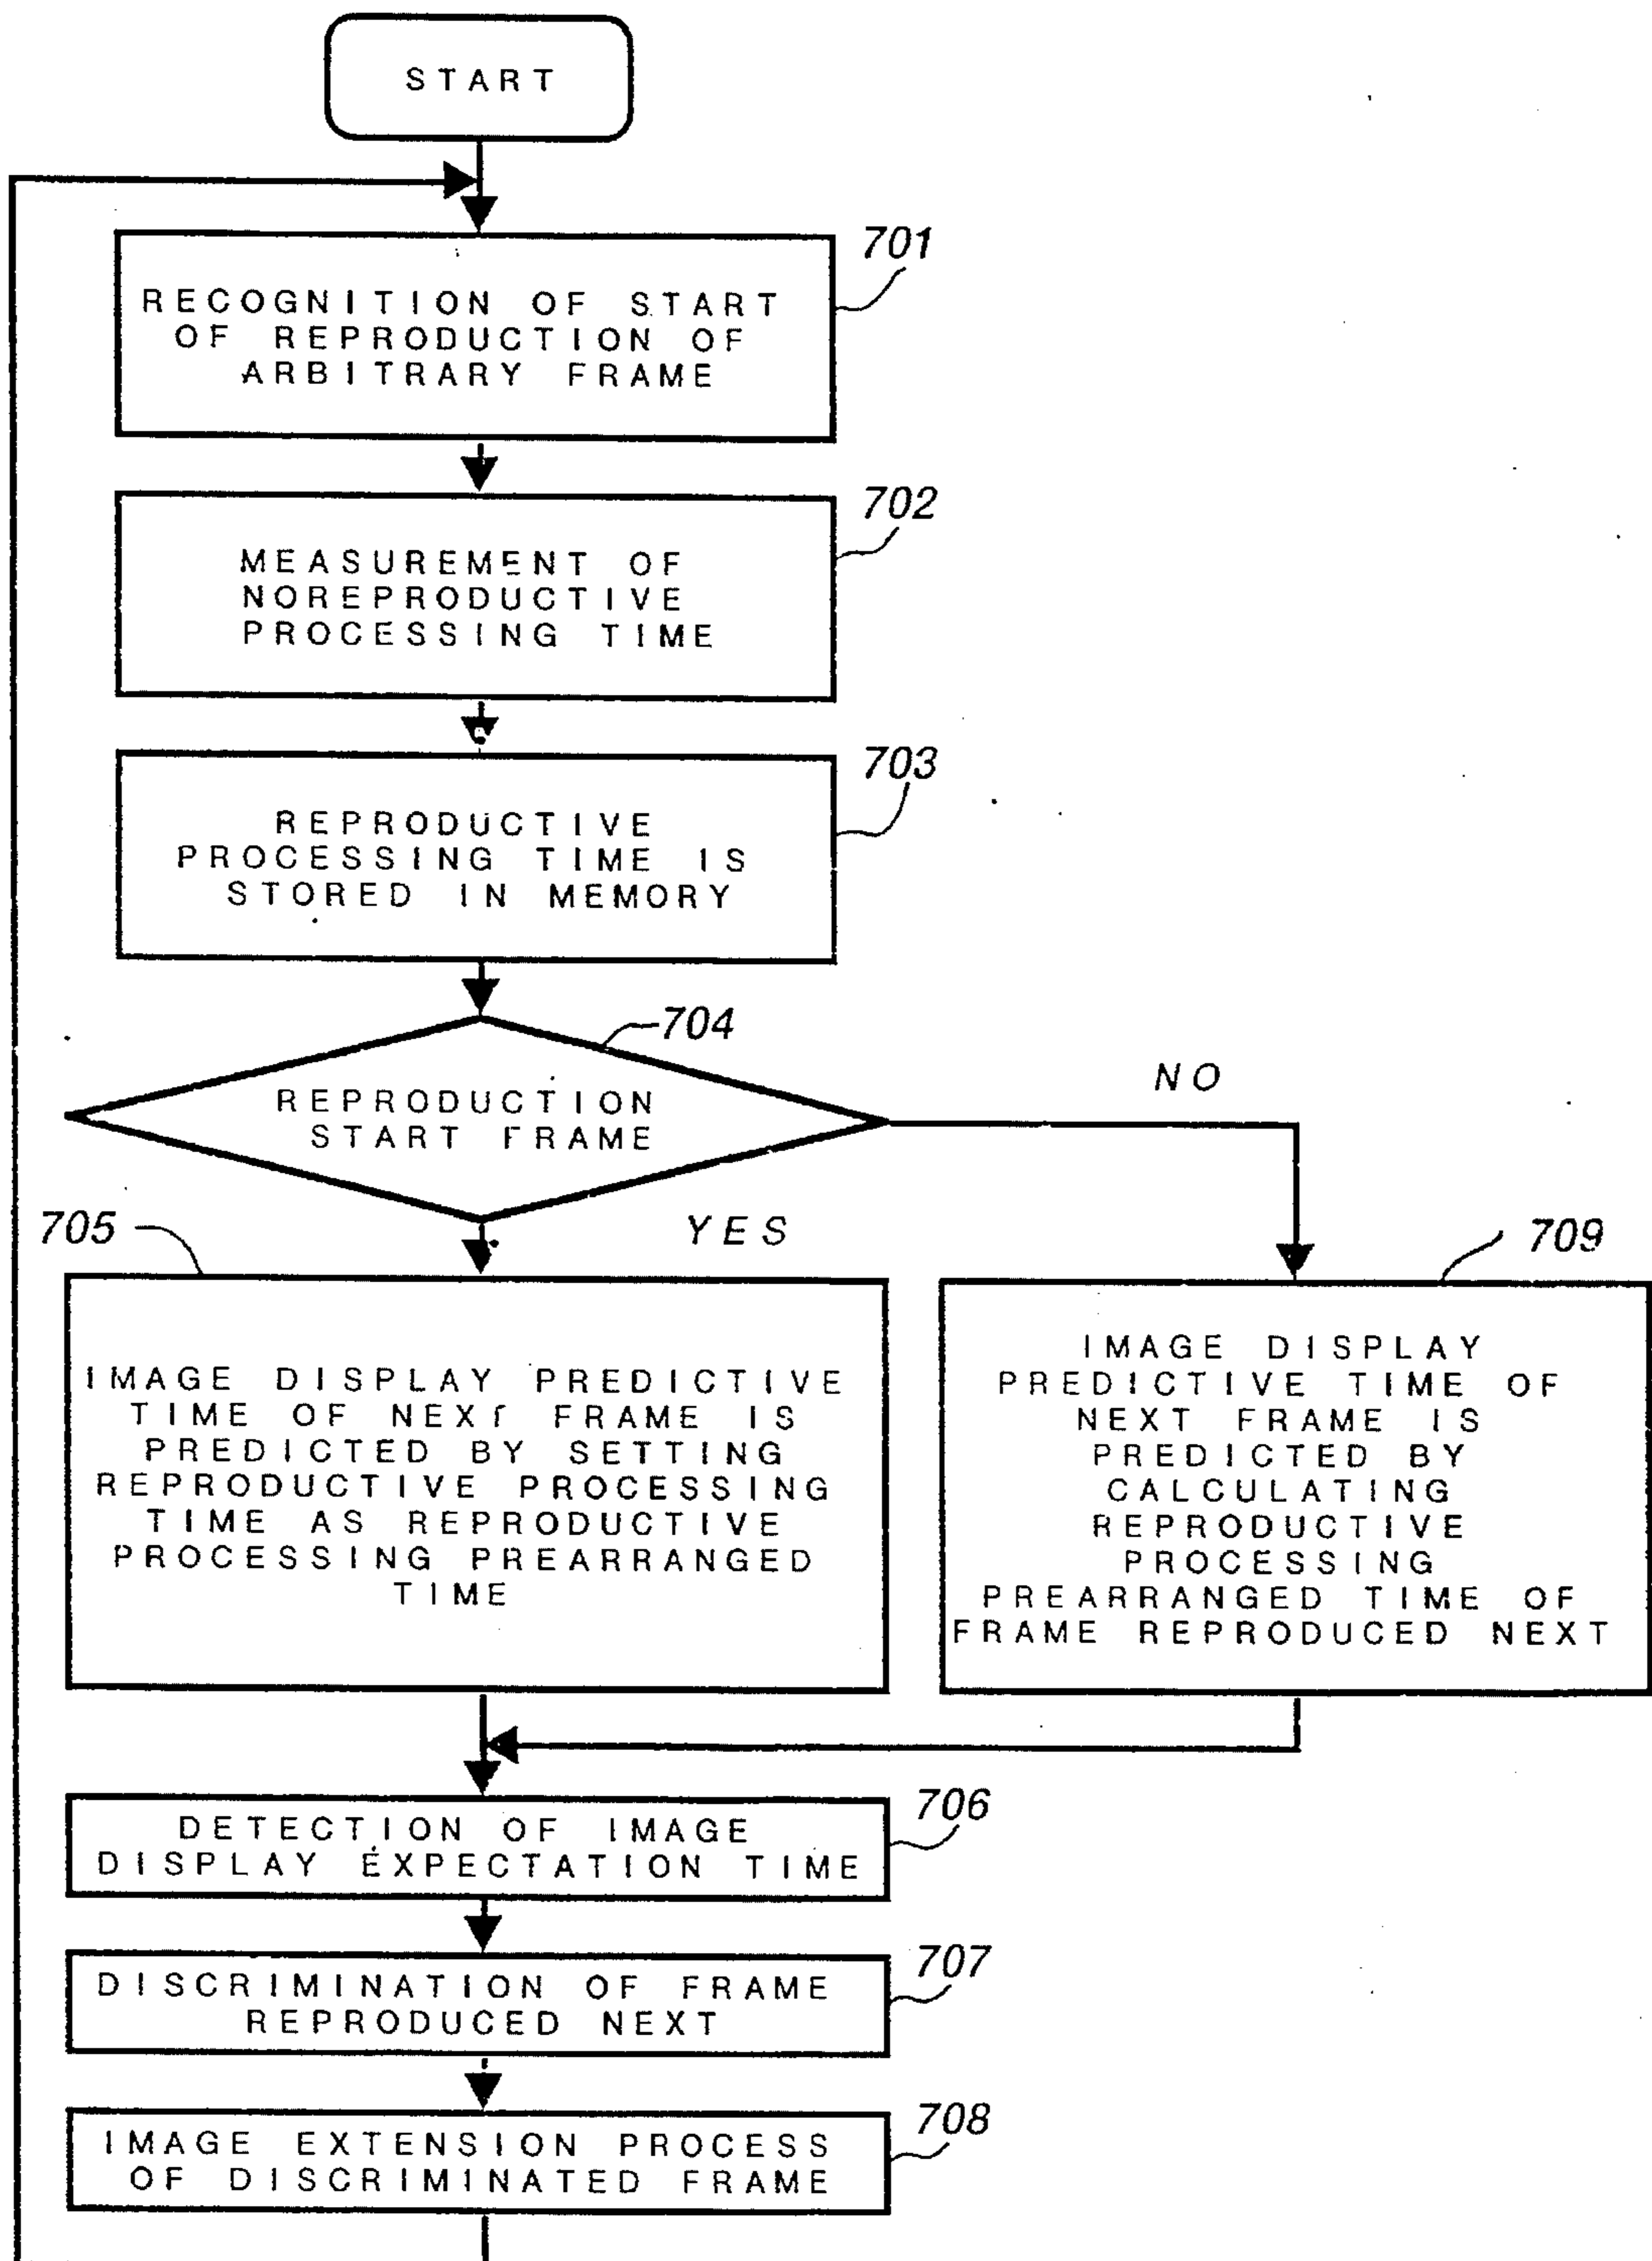 START
701
RECOGNITION OF START
OF REPRODUCTION OF
ARBITRARY FRAME
702
MEASUREMENT OF
NOREPRODUCTIVE
PROCESSING TIME
703
REPRODUCTIVE
PROCESSING TIME IS
STORED IN MEMORY
704
REPRODUCTION
START FRAME
NO
YES
705
IMAGE DISPLAY PREDICTIVE
TIME OF NEXT FRAME IS
PREDICTED BY SETTING
REPRODUCTIVE PROCESSING
TIME AS REPRODUCTIVE
PROCESSING PREARRANGED
TIME
709
IMAGE DISPLAY
PREDICTIVE TIME OF
NEXT FRAME IS
PREDICTED BY
CALCULATING
REPRODUCTIVE
PROCESSING
PREARRANGED TIME OF
FRAME REPRODUCED NEXT
706
DETECTION OF IMAGE
DISPLAY EXPECTATION TIME
707
DISCRIMINATION OF FRAME
REPRODUCED NEXT
708
IMAGE EXTENSION PROCESS
OF DISCRIMINATED FRAME